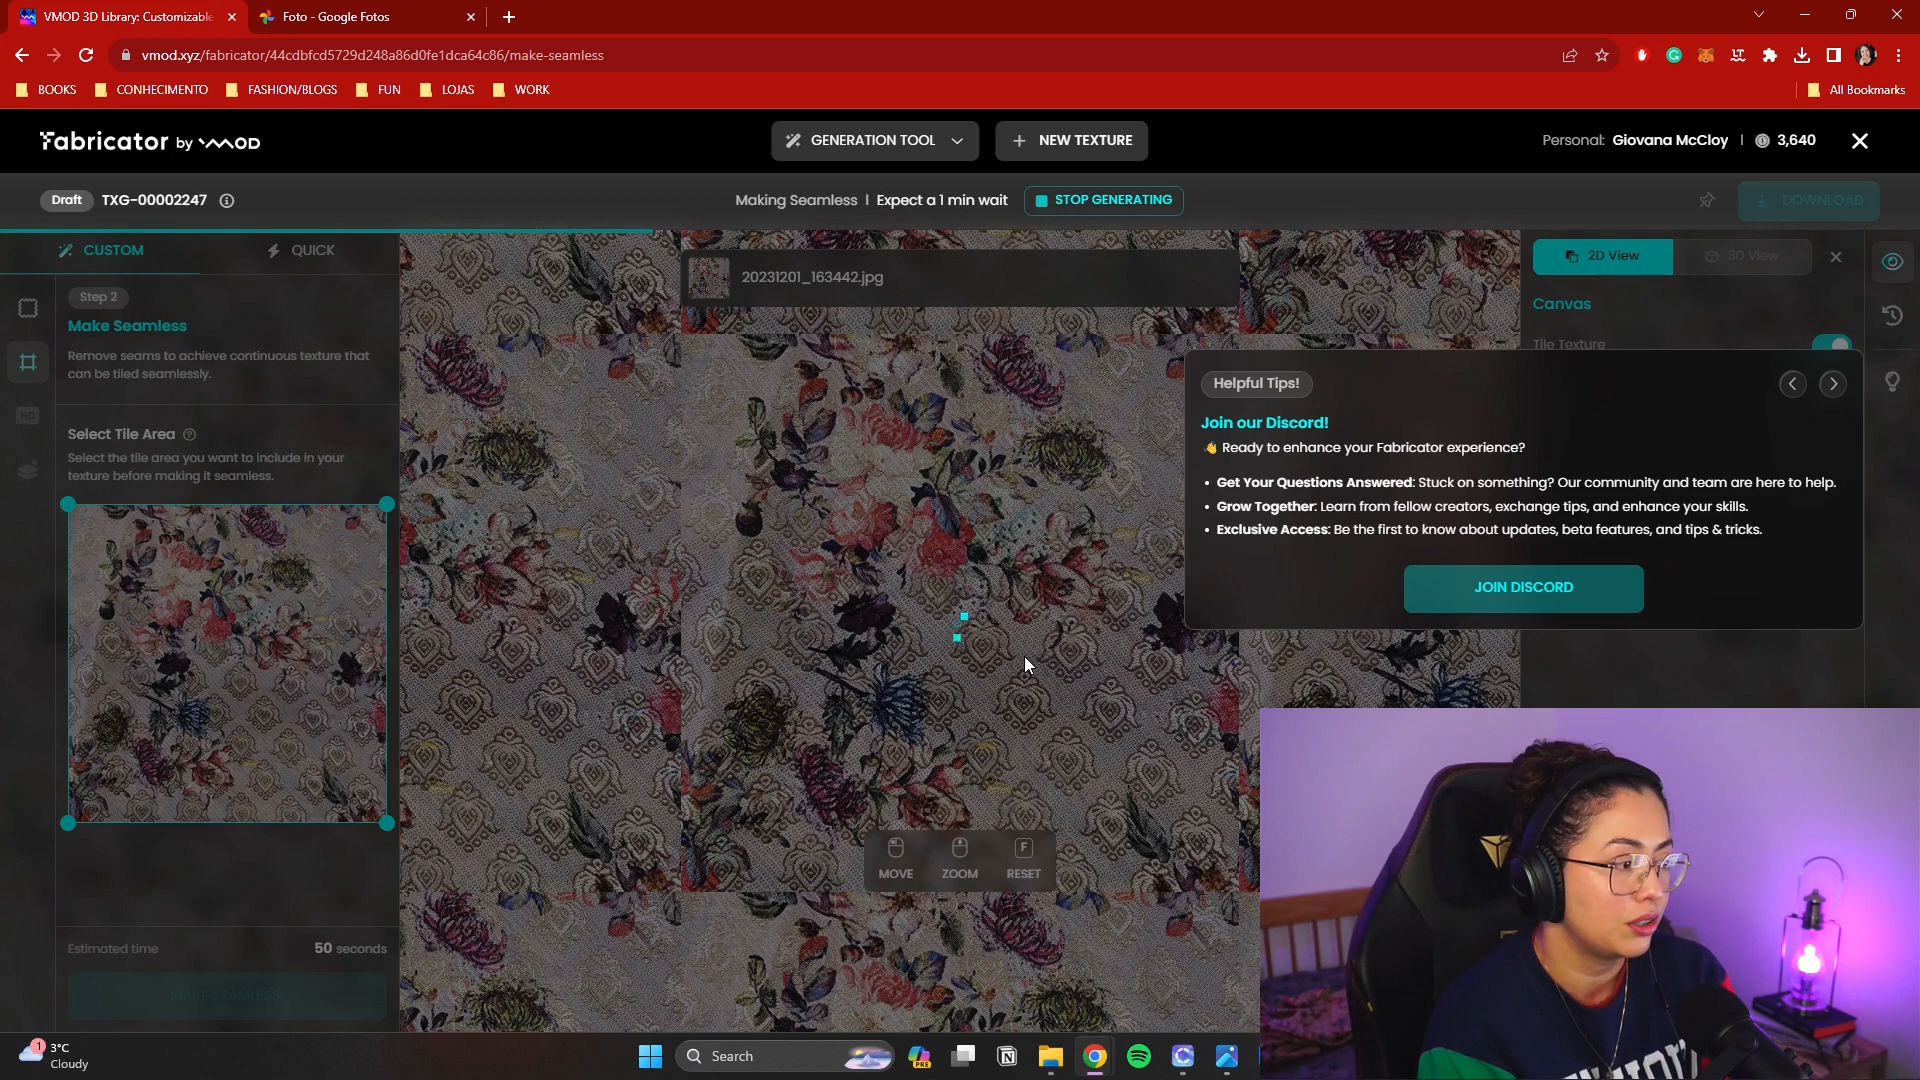 VMOD 3D Library: Customizable
Foto - Google Fotos
vmod.xyz/fabricator/44cdbfcd5729d248a86d0fe1dca64c86/make-seamless
BOOKS
CONHECIMENTO
FASHION/BLOGS
FUN
LOJAS
WORK
All Bookmarks
Fabricator by VMOD
GENERATION TOOL
NEW TEXTURE
Personal: Giovana McCloy | 3,640
Draft TXG-00002247
Making Seamless | Expect a 1 min wait
STOP GENERATING
DOWNLOAD
CUSTOM
QUICK
20231201_163442.jpg
2D View
3D View
Step 2
Make Seamless
Remove seams to achieve continuous texture that
can be tiled seamlessly.
Canvas
Tile Texture
HD
Select Tile Area
Select the tile area you want to include in your
texture before making it seamless.
Helpful Tips!
Join our Discord!
👋 Ready to enhance your Fabricator experience?
• Get Your Questions Answered: Stuck on something? Our community and team are here to help.
• Grow Together: Learn from fellow creators, exchange tips, and enhance your skills.
• Exclusive Access: Be the first to know about updates, beta features, and tips & tricks.
JOIN DISCORD
F
MOVE
ZOOM
RESET
Estimated time
50 seconds
MAKE SEAMLESS
1
3°C
Cloudy
Search
PRE